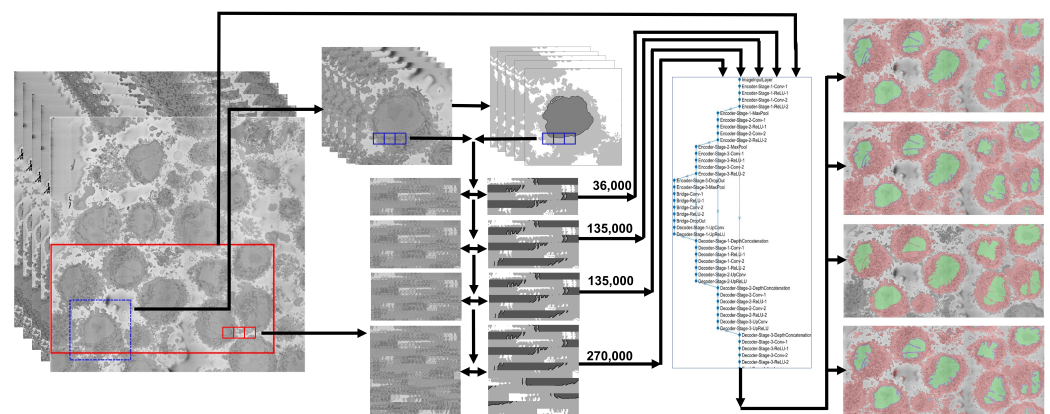 36,000
135,000
135,000
270,000
ImageInputLayer
Encoder-Stage-1-Conv-1
Encoder-Stage-1-ReLU-1
Encoder-Stage-1-Conv-2
Encoder-Stage-1-ReLU-2
Encoder-Stage-1-MaxPool
Encoder-Stage-2-Conv-1
Encoder-Stage-2-ReLU-1
Encoder-Stage-2-Conv-2
Encoder-Stage-2-ReLU-2
Encoder-Stage-2-MaxPool
Encoder-Stage-3-Conv-1
Encoder-Stage-3-ReLU-1
Encoder-Stage-3-Conv-2
Encoder-Stage-3-ReLU-2
Encoder-Stage-3-DropOut
Encoder-Stage-3-MaxPool
Bridge-Conv-1
Bridge-ReLU-1
Bridge-Conv-2
Bridge-ReLU-2
Bridge-DropOut
Decoder-Stage-1-UpConv
Decoder-Stage-1-UpReLU
Decoder-Stage-1-DepthConcatenation
Decoder-Stage-1-Conv-1
Decoder-Stage-1-ReLU-1
Decoder-Stage-1-Conv-2
Decoder-Stage-1-ReLU-2
Decoder-Stage-2-UpConv
Decoder-Stage-2-UpReLU
Decoder-Stage-2-DepthConcatenation
Decoder-Stage-2-Conv-1
Decoder-Stage-2-ReLU-1
Decoder-Stage-2-Conv-2
Decoder-Stage-2-ReLU-2
Decoder-Stage-3-UpConv
Decoder-Stage-3-UpReLU
Decoder-Stage-3-DepthConcatenation
Decoder-Stage-3-Conv-1
Decoder-Stage-3-ReLU-1
Decoder-Stage-3-Conv-2
Decoder-Stage-3-ReLU-2